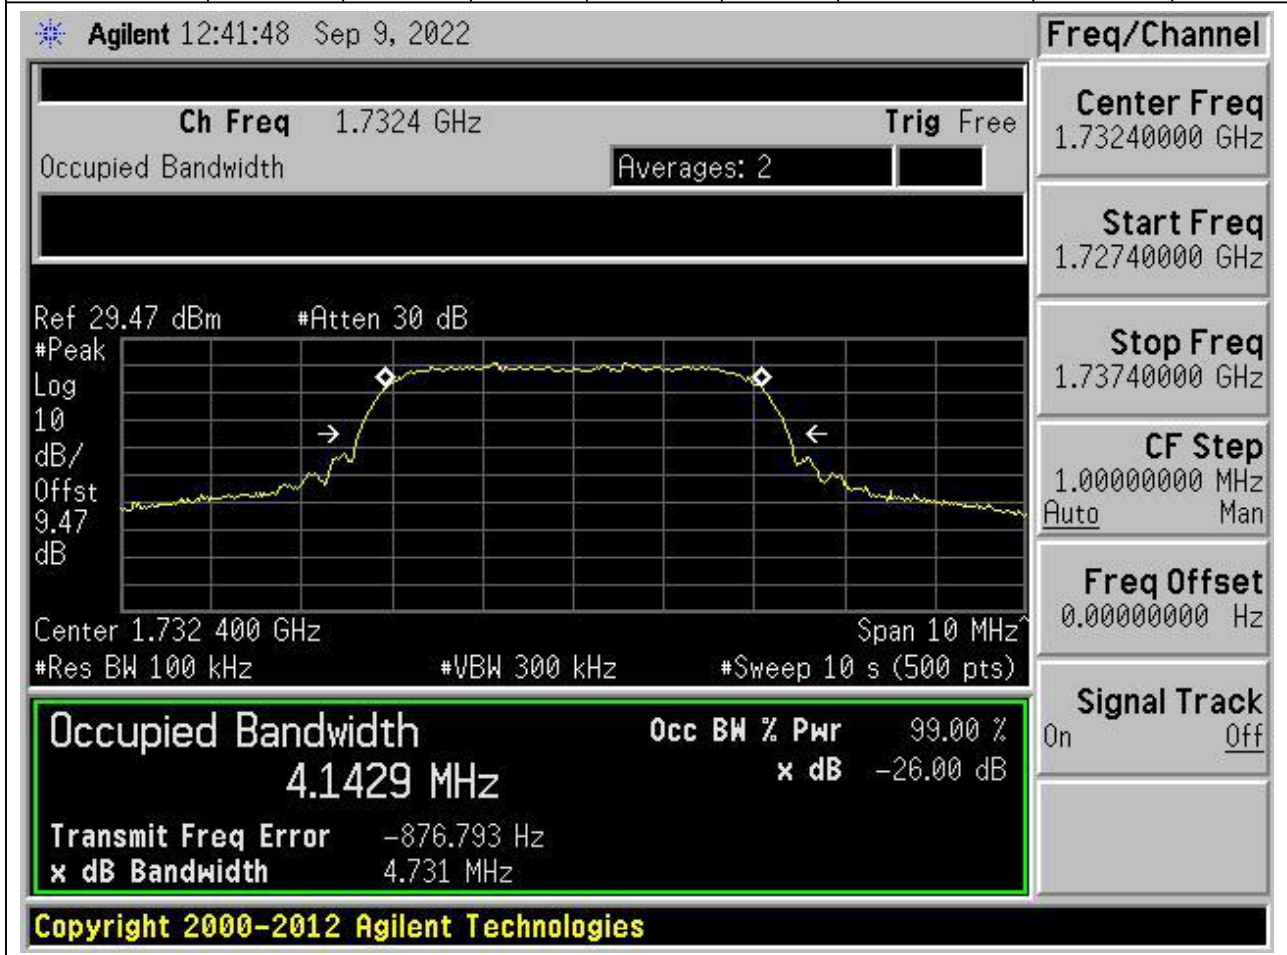 Agilent 12:41:48 Sep 9, 2022
Ch Freq 1.7324 GHz Trig Free
Occupied Bandwidth Averages: 2
Ref 29.47 dBm #Atten 30 dB
#Peak
Log
10
dB/
Offst
9.47
dB
Center 1.732 400 GHz Span 10 MHz^
#Res BW 100 kHz #VBW 300 kHz #Sweep 10 s (500 pts)
Occupied Bandwidth Occ BW % Pwr 99.00 %
4.1429 MHz x dB -26.00 dB
Transmit Freq Error -876.793 Hz
x dB Bandwidth 4.731 MHz
Copyright 2000-2012 Agilent Technologies
Freq/Channel
Center Freq
1.73240000 GHz
Start Freq
1.72740000 GHz
Stop Freq
1.73740000 GHz
CF Step
1.00000000 MHz
Auto Man
Freq Offset
0.00000000 Hz
Signal Track
On Off